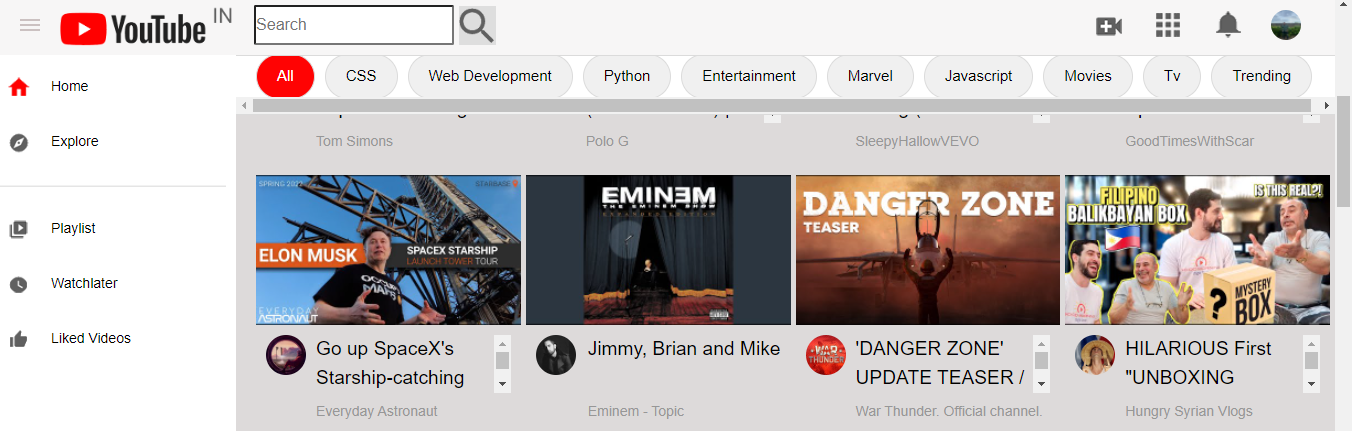 YouTube IN
Search
All CSS Web Development Python Entertainment Marvel Javascript Movies Tv Trending
Home
Explore
Playlist
Watchlater
Liked Videos
Tom Simons Polo G SleepyHallowVEVO GoodTimesWithScar
SPRING 2022 STARBASE
ELON MUSK
SPACEX STARSHIP
LAUNCH TOWER TOUR
OCCUPY
MARS
EVERYDAY
ASTRONAUT
EMINEM
THE EMINEM SHOW
EXPANDED EDITION
DANGER ZONE
TEASER
FILIPINO
BALIKBAYAN BOX
IS THIS REAL?!
?
MYSTERY
BOX
Go up SpaceX's
Starship-catching
Everyday Astronaut
Jimmy, Brian and Mike
Eminem - Topic
WAR
THUNDER
'DANGER ZONE'
UPDATE TEASER /
War Thunder. Official channel.
HILARIOUS First
"UNBOXING
Hungry Syrian Vlogs